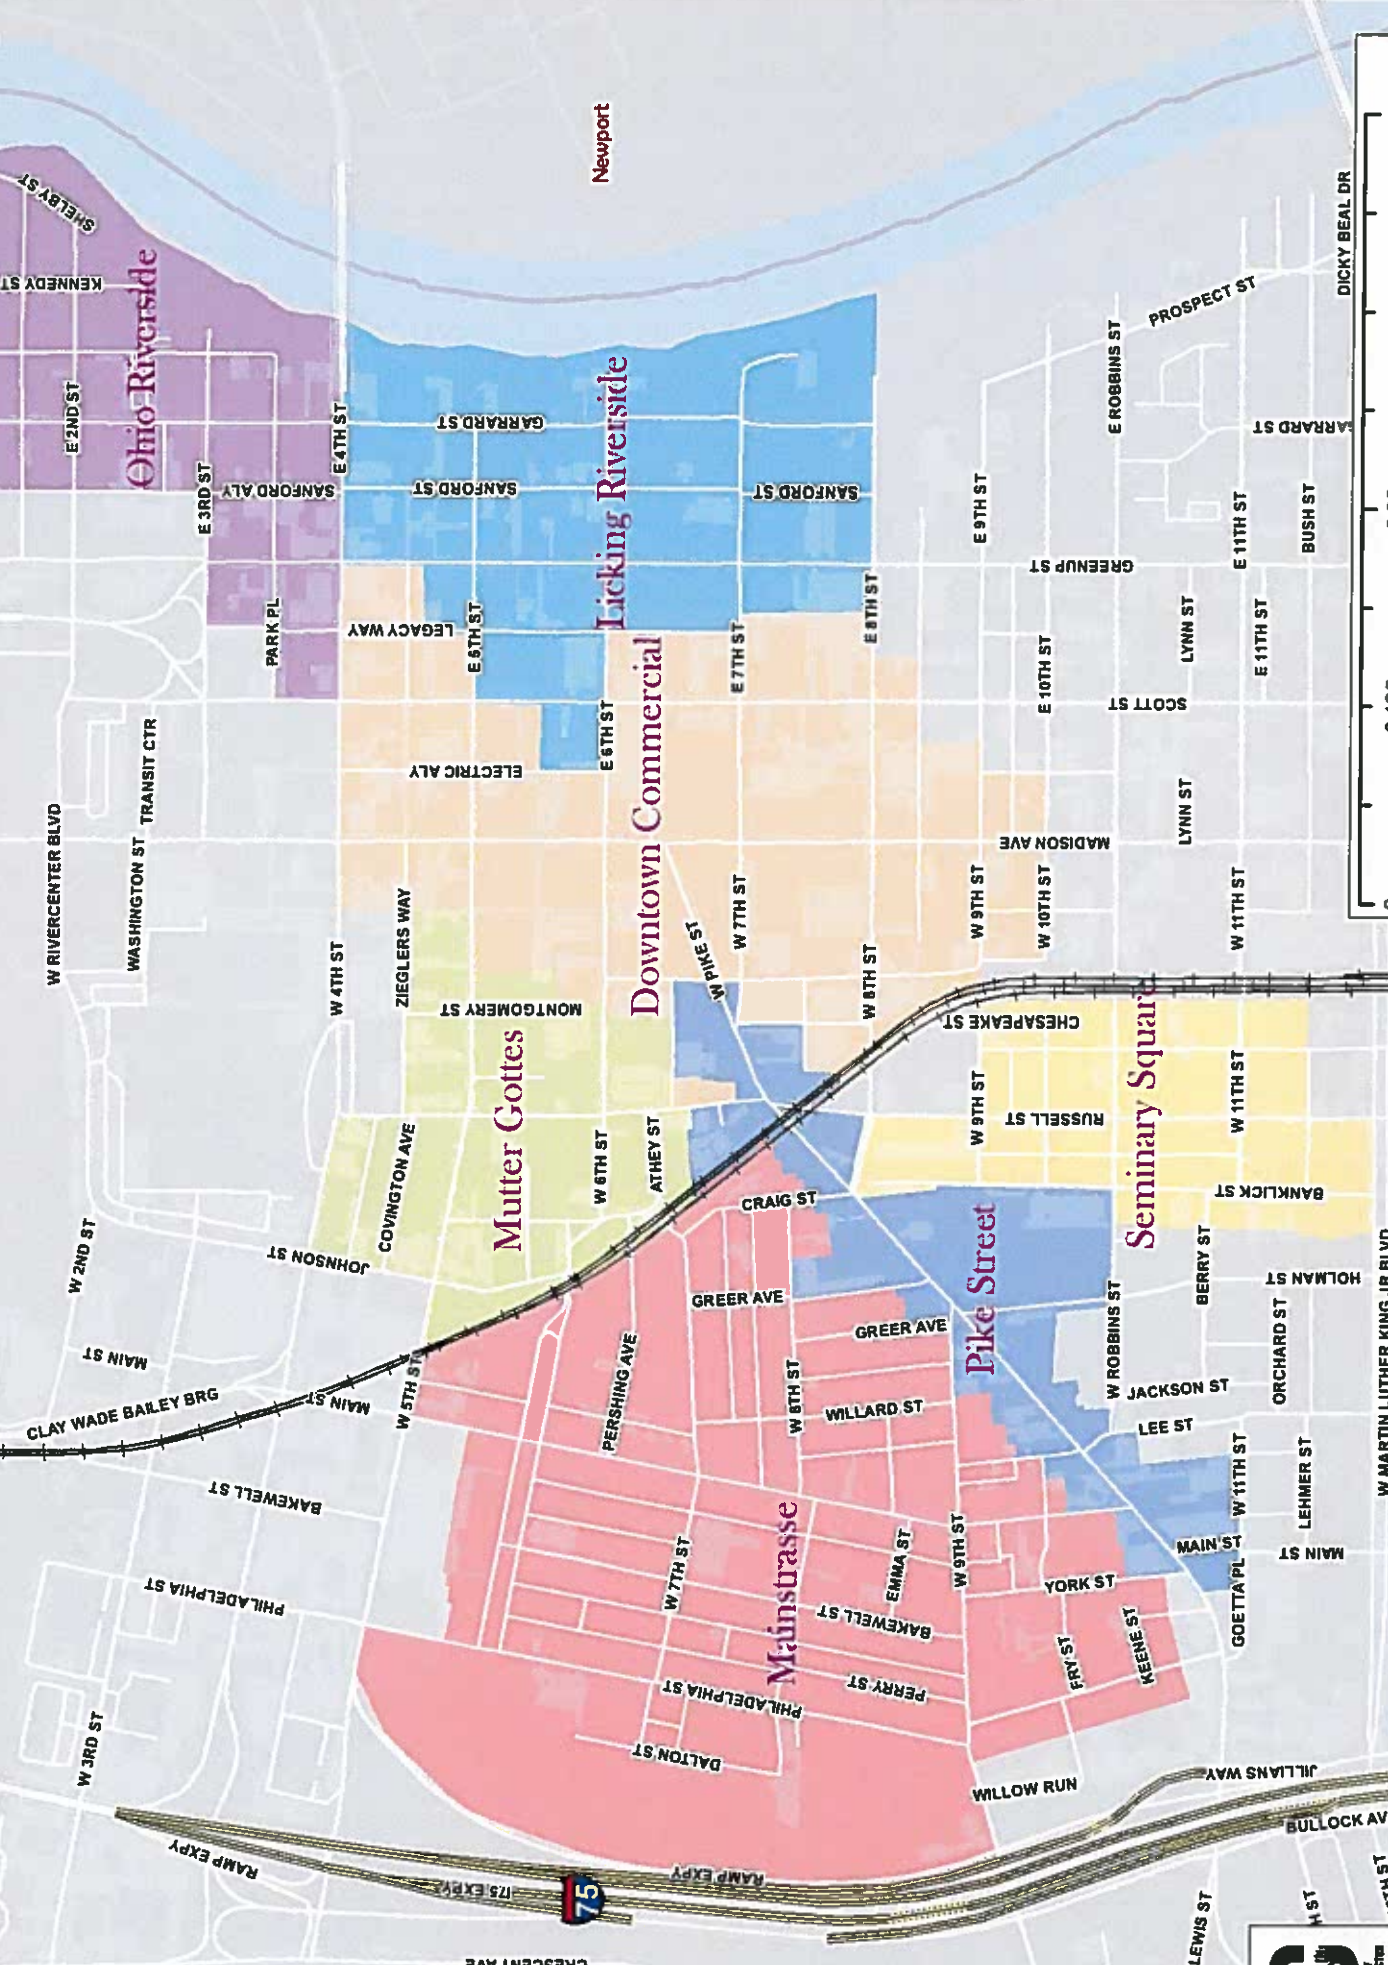 Newport
SHELBY ST
KENNEDY ST
Ohio Riverside
E 2ND ST
E 3RD ST
SANFORD ALY
E 4TH ST
PARK PL
GARRARD ST
SANFORD ST
SANFORD ST
Licking Riverside
LEGACY WAY
E 5TH ST
E 6TH ST
E 7TH ST
E 8TH ST
E 9TH ST
E 10TH ST
E ROBBINS ST
PROSPECT ST
DICKY BEAL DR
GARRARD ST
GREENUP ST
E 11TH ST
BUSH ST
LYNN ST
E 11TH ST
SCOTT ST
LYNN ST
MADISON AVE
ELECTRIC ALY
Downtown Commercial
W RIVERCENTER BLVD
WASHINGTON ST
TRANSIT CTR
W 4TH ST
ZIEGLERS WAY
MONTGOMERY ST
W PIKE ST
W 7TH ST
W 8TH ST
W 9TH ST
W 10TH ST
W 11TH ST
Mutter Gottes
COVINGTON AVE
JOHNSON ST
W 6TH ST
ATHEY ST
CHESAPEAKE ST
W 9TH ST
RUSSELL ST
W 11TH ST
Seminary Square
BANKLICK ST
W 2ND ST
MAIN ST
CLAY WADE BAILEY BRG
MAIN ST
W 5TH ST
CRAIG ST
GREER AVE
GREER AVE
Pike Street
PERSHING AVE
W 8TH ST
WILLARD ST
W ROBBINS ST
BERRY ST
HOLMAN ST
ORCHARD ST
JACKSON ST
LEE ST
W 11TH ST
LEHMER ST
W MARTIN LUTHER KING JR BLVD
BAKEWELL ST
PHILADELPHIA ST
Mainstrasse
W 7TH ST
EMMA ST
W 9TH ST
BAKEWELL ST
PERRY ST
PHILADELPHIA ST
DALTON ST
YORK ST
FRY ST
KEENE ST
MAIN ST
MAIN ST
GOETTA PL
W 3RD ST
WILLOW RUN
JILLIANS WAY
BULLOCK AV
RAMP EXPY
I75 EXPY
75
RAMP EXPY
CRESCENT AVE
LEWIS ST